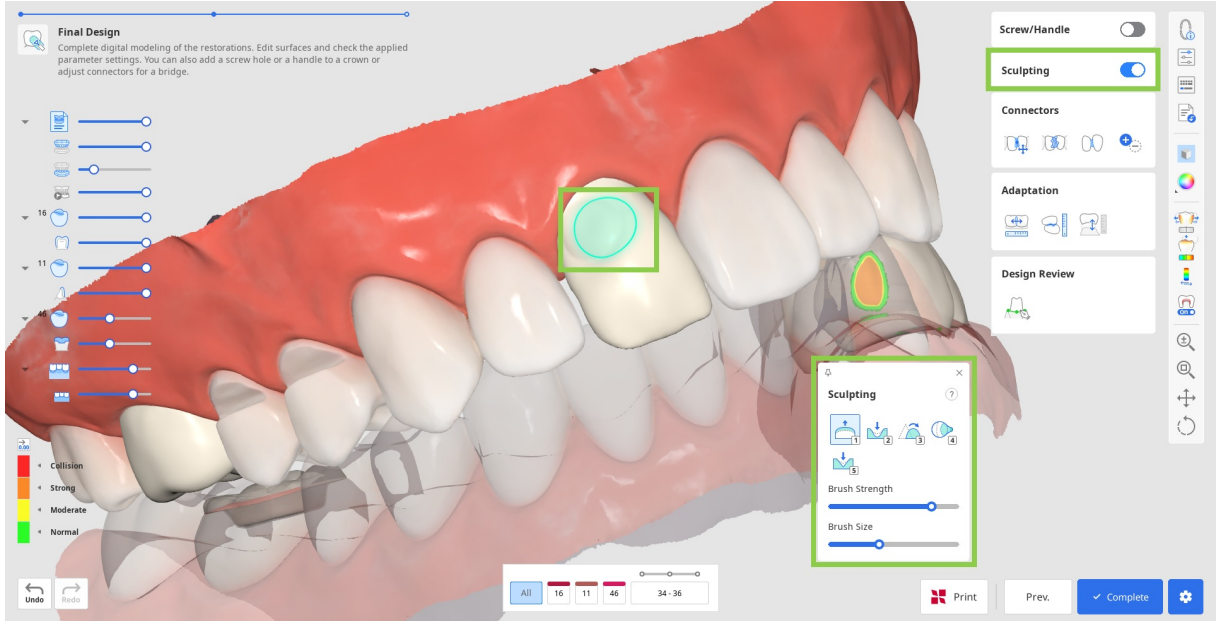 Final Design
Complete digital modeling of the restorations. Edit surfaces and check the applied
parameter settings. You can also add a screw hole or a handle to a crown or
adjust connectors for a bridge.
16
11
46
0.00
Collision
Strong
Moderate
Normal
Undo
Redo
All
16
11
46
34 - 36
Screw/Handle
Sculpting
Connectors
Adaptation
Design Review
Sculpting
?
1
2
3
4
5
Brush Strength
Brush Size
Print
Prev.
Complete
ON